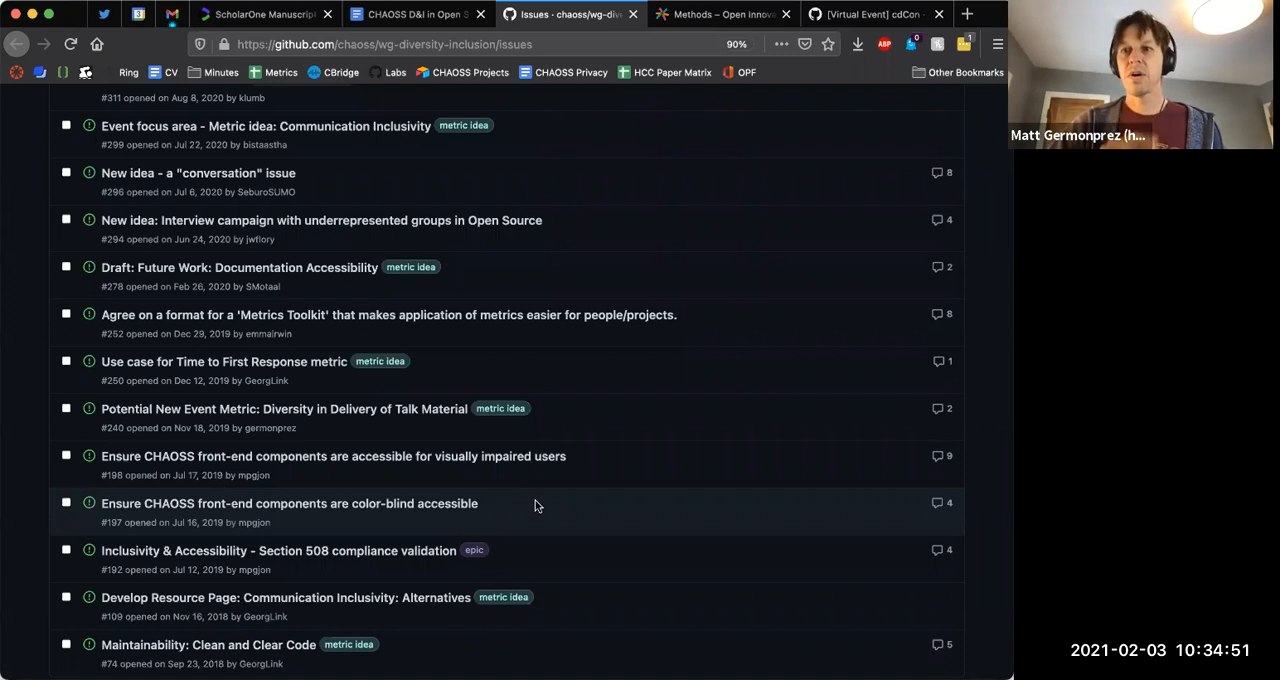 ScholarOne Manuscript
CHAOSS D&I in Open S
Issues · chaoss/wg-dive
Methods – Open Innova
[Virtual Event] cdCon ·
https://github.com/chaoss/wg-diversity-inclusion/issues
90%
0
1
ABP
Ring
CV
Minutes
Metrics
CBridge
Labs
CHAOSS Projects
CHAOSS Privacy
HCC Paper Matrix
OPF
Other Bookmarks
#311 opened on Aug 8, 2020 by klumb
Event focus area - Metric idea: Communication Inclusivity metric idea
#299 opened on Jul 22, 2020 by bistaastha
New idea - a "conversation" issue 8
#296 opened on Jul 6, 2020 by SeburoSUMO
New idea: Interview campaign with underrepresented groups in Open Source 4
#294 opened on Jun 24, 2020 by jwflory
Draft: Future Work: Documentation Accessibility metric idea 2
#278 opened on Feb 26, 2020 by SMotaal
Agree on a format for a 'Metrics Toolkit' that makes application of metrics easier for people/projects. 8
#252 opened on Dec 29, 2019 by emmairwin
Use case for Time to First Response metric metric idea 1
#250 opened on Dec 12, 2019 by GeorgLink
Potential New Event Metric: Diversity in Delivery of Talk Material metric idea 2
#240 opened on Nov 18, 2019 by germonprez
Ensure CHAOSS front-end components are accessible for visually impaired users 9
#198 opened on Jul 17, 2019 by mpgjon
Ensure CHAOSS front-end components are color-blind accessible 4
#197 opened on Jul 16, 2019 by mpgjon
Inclusivity & Accessibility - Section 508 compliance validation epic 4
#192 opened on Jul 12, 2019 by mpgjon
Develop Resource Page: Communication Inclusivity: Alternatives metric idea
#109 opened on Nov 16, 2018 by GeorgLink
Maintainability: Clean and Clear Code metric idea 5
#74 opened on Sep 23, 2018 by GeorgLink
Matt Germonprez (h...
2021-02-03 10:34:51